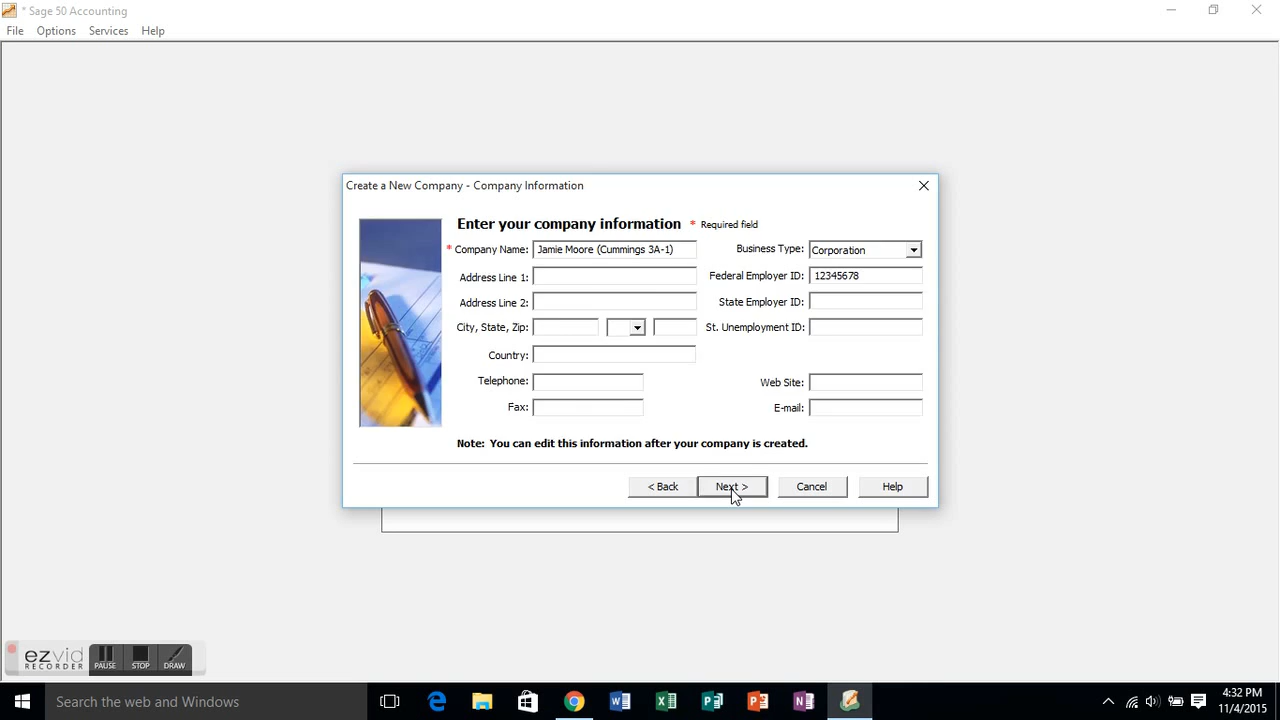 * Sage 50 Accounting
File Options Services Help
Create a New Company - Company Information
Enter your company information * Required field
* Company Name: Jamie Moore (Cummings 3A-1) Business Type: Corporation
Address Line 1: Federal Employer ID: 12345678
Address Line 2: State Employer ID:
City, State, Zip: St. Unemployment ID:
Country:
Telephone: Web Site:
Fax: E-mail:
Note: You can edit this information after your company is created.
< Back Next > Cancel Help
ezvid
RECORDER
PAUSE STOP DRAW
Search the web and Windows
4:32 PM
11/4/2015